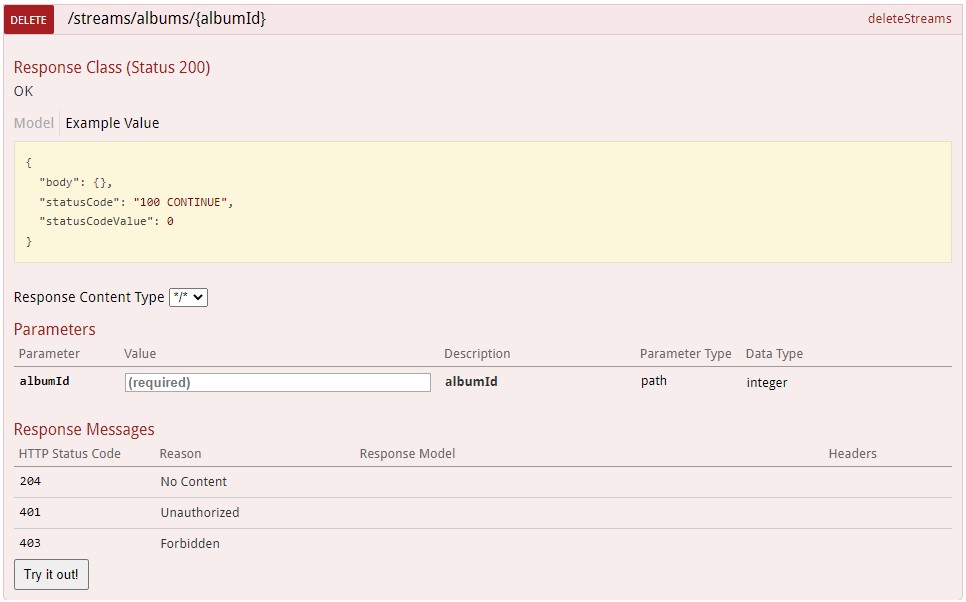 DELETE /streams/albums/{albumId} deleteStreams
Response Class (Status 200)
OK
Model Example Value
{
"body": {},
"statusCode": "100 CONTINUE",
"statusCodeValue": 0
}
Response Content Type */*
Parameters
Parameter Value Description Parameter Type Data Type
albumId (required) albumId path integer
Response Messages
HTTP Status Code Reason Response Model Headers
204 No Content
401 Unauthorized
403 Forbidden
Try it out!